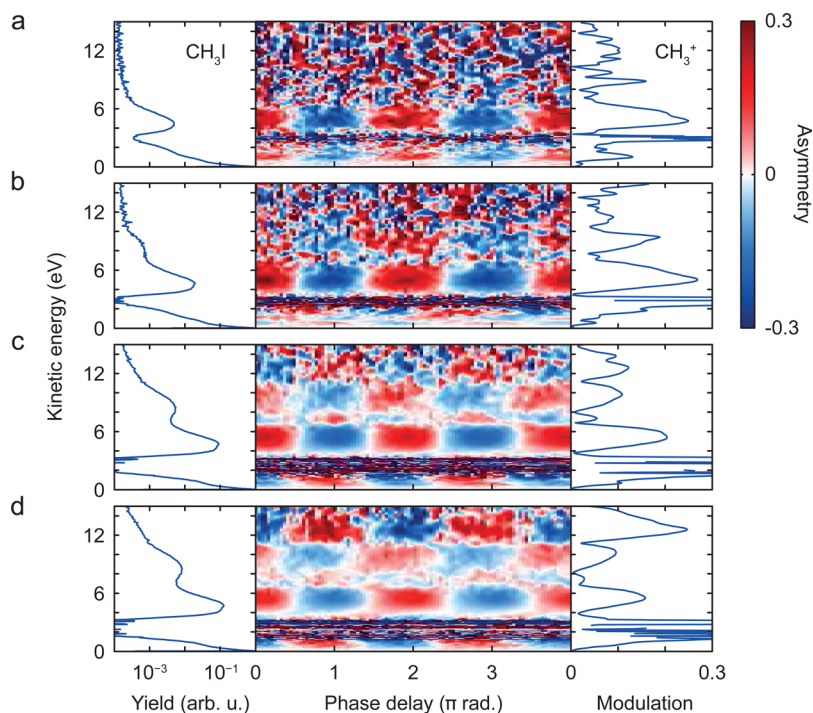 a
CH₃I
CH₃⁺
0.3
12
6
0
b
12
6
0
Asymmetry
0
-0.3
Kinetic energy (eV)
c
12
6
0
d
12
6
0
10⁻³ 10⁻¹ 0 1 2 3 0 0.3
Yield (arb. u.) Phase delay (π rad.) Modulation